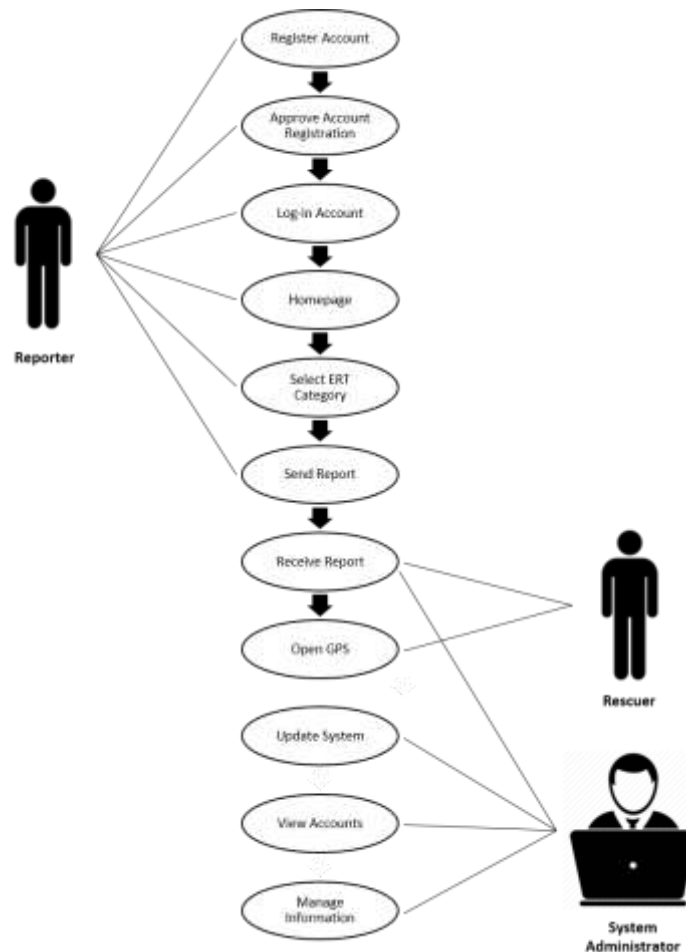 Register Account
Approve Account
Registration
Log-in Account
Homepage
Reporter
Select ERT
Category
Send Report
Receive Report
Open GPS
Rescuer
Update System
View Accounts
Manage
Information
System
Administrator